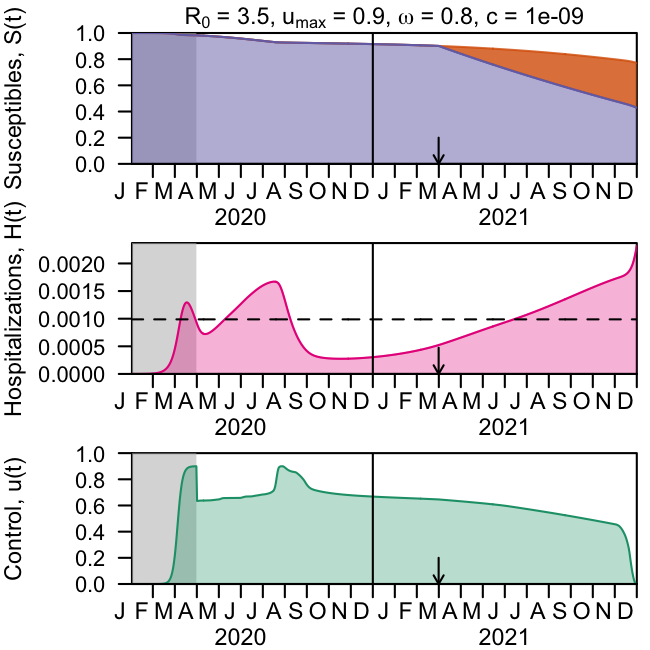 R₀ = 3.5, uₘₐₓ = 0.9, ω = 0.8, c = 1e-09
Susceptibles, S(t)
1.0
0.8
0.6
0.4
0.2
0.0
J F M A M J J A S O N D J F M A M J J A S O N D
2020 2021
Hospitalizations, H(t)
0.0020
0.0015
0.0010
0.0005
0.0000
J F M A M J J A S O N D J F M A M J J A S O N D
2020 2021
Control, u(t)
1.0
0.8
0.6
0.4
0.2
0.0
J F M A M J J A S O N D J F M A M J J A S O N D
2020 2021